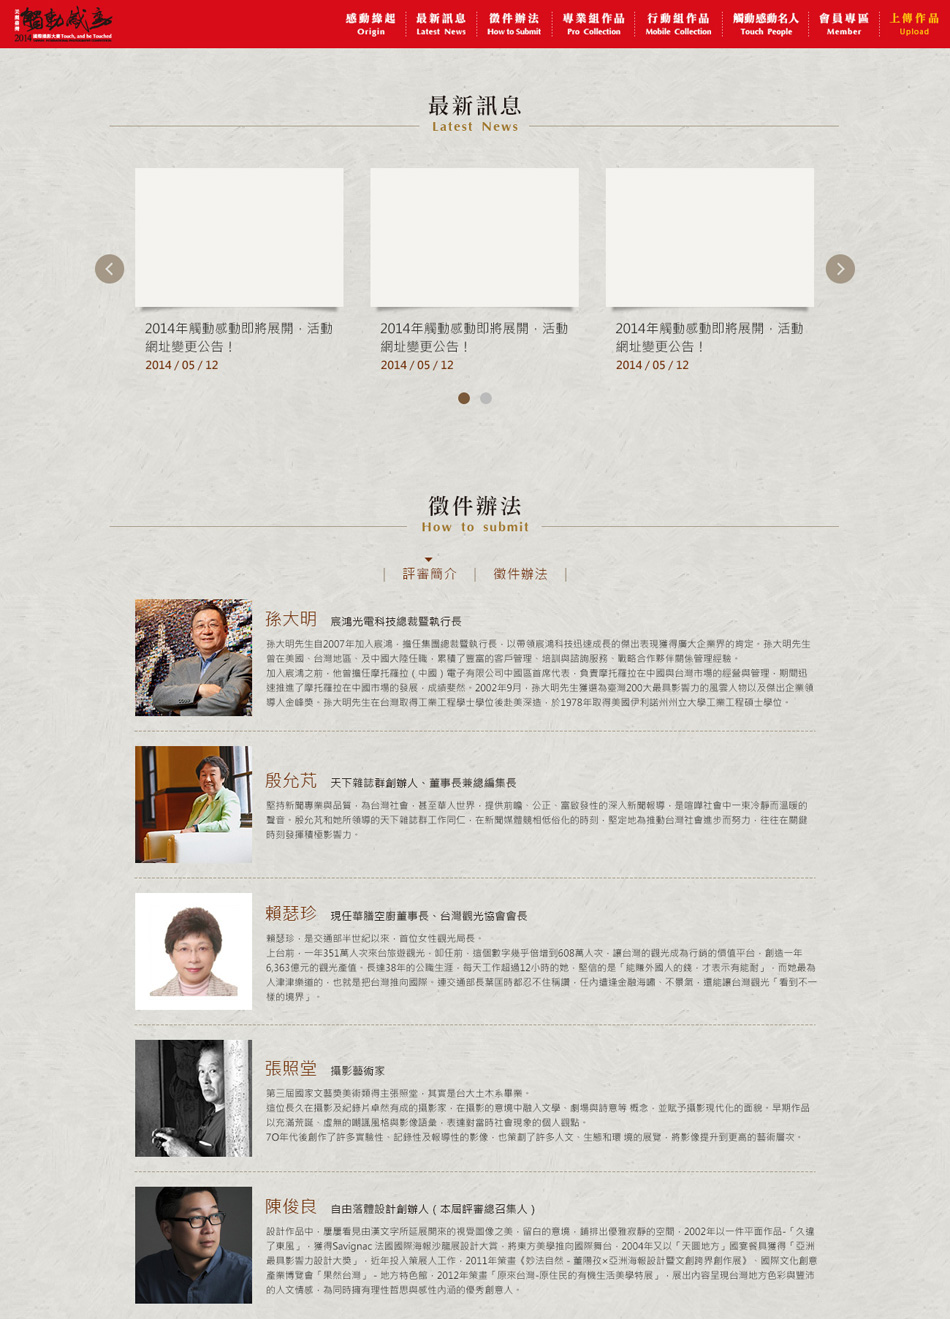 2014 觸動攝影大賽 Touch, and be Touched
感動緣起 最新訊息 徵件辦法 專業組作品 行動組作品 觸動感動名人 會員專區 上傳作品
Origin Latest News How to Submit Pro Collection Mobile Collection Touch People Member Upload
最新訊息
Latest News
2014年觸動感動即將展開，活動網址變更公告！
2014 / 05 / 12
2014年觸動感動即將展開，活動網址變更公告！
2014 / 05 / 12
2014年觸動感動即將展開，活動網址變更公告！
2014 / 05 / 12
徵件辦法
How to submit
| 評審簡介 | 徵件辦法 |
孫大明 宸鴻光電科技總裁暨執行長
孫大明先生自2007年加入宸鴻，擔任集團總裁暨執行長，以帶領宸鴻科技迅速成長的傑出表現獲得廣大企業界的肯定。孫大明先生
曾在美國、台灣地區、及中國大陸任職，累積了豐富的客戶管理、培訓與諮詢服務、戰略合作夥伴關係管理經驗。
加入宸鴻之前，他曾擔任摩托羅拉（中國）電子有限公司中國區首席代表，負責摩托羅拉在中國與台灣市場的經營與管理，期間迅
速推進了摩托羅拉在中國市場的發展，成績斐然。2002年9月，孫大明先生獲選為臺灣200大最具影響力的風雲人物以及傑出企業領
導人金峰獎。孫大明先生在台灣取得工業工程學士學位後赴美深造，於1978年取得美國伊利諾州州立大學工業工程碩士學位。
殷允芃 天下雜誌群創辦人、董事長兼總編集長
堅持新聞專業與品質，為台灣社會，甚至華人世界，提供前瞻、公正、富啟發性的深入新聞報導，是喧嘩社會中一束冷靜而溫暖的
聲音。殷允芃和她所領導的天下雜誌群工作同仁，在新聞媒體競相低俗化的時刻，堅定地為推動台灣社會進步而努力，往往在關鍵
時刻發揮積極影響力。
賴瑟珍 現任華膳空廚董事長、台灣觀光協會會長
賴瑟珍，是交通部半世紀以來，首位女性觀光局長。
上台前，一年351萬人次來台旅遊觀光，卸任前，這個數字幾乎倍增到608萬人次，讓台灣的觀光成為行銷的價值平台，創造一年
6,363億元的觀光產值。長達38年的公職生涯，每天工作超過12小時的她，堅信的是「能賺外國人的錢，才表示有能耐」，而她最為
人津津樂道的，也就是把台灣推向國際。連交通部長葉匡時都忍不住稱讚，任內遭逢金融海嘯、不景氣，還能讓台灣觀光「看到不一
樣的境界」。
張照堂 攝影藝術家
第三屆國家文藝獎美術類得主張照堂，其實是台大土木系畢業。
這位長久在攝影及紀錄片卓然有成的攝影家，在攝影的意境中融入文學、劇場與詩意等 概念，並賦予攝影現代化的面貌。早期作品
以充滿荒誕、虛無的嘲諷風格與影像語彙，表達對當時社會現象的個人觀點。
70年代後創作了許多實驗性、記錄性及報導性的影像，也策劃了許多人文、生態和環 境的展覽，將影像提升到更高的藝術層次。
陳俊良 自由落體設計創辦人（本屆評審總召集人）
設計作品中，屢屢看見由漢文字所延展開來的視覺圖像之美，留白的意境，鋪排出優雅寂靜的空間，2002年以一件平面作品-「久違
了東風」，獲得Savignac 法國國際海報沙龍展設計大賞，將東方美學推向國際舞台，2004年又以「天圓地方」國宴餐具獲得「亞洲
最具影響力設計大獎」，近年投入策展人工作，2011年策畫《妙法自然－董陽孜×亞洲海報設計暨文創跨界創作展》、國際文化創意
產業博覽會「果然台灣」－地方特色館，2012年策畫「原來台灣-原住民的有機生活美學特展」，展出內容呈現台灣地方色彩與豐沛
的人文情感，為同時擁有理性哲思與感性內涵的優秀創意人。